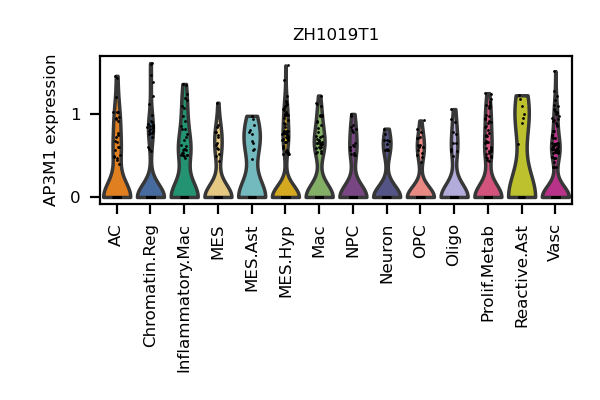 ZH1019T1
AP3M1 expression
1
0
AC
Chromatin.Reg
Inflammatory.Mac
MES
MES.Ast
MES.Hyp
Mac
NPC
Neuron
OPC
Oligo
Prolif.Metab
Reactive.Ast
Vasc